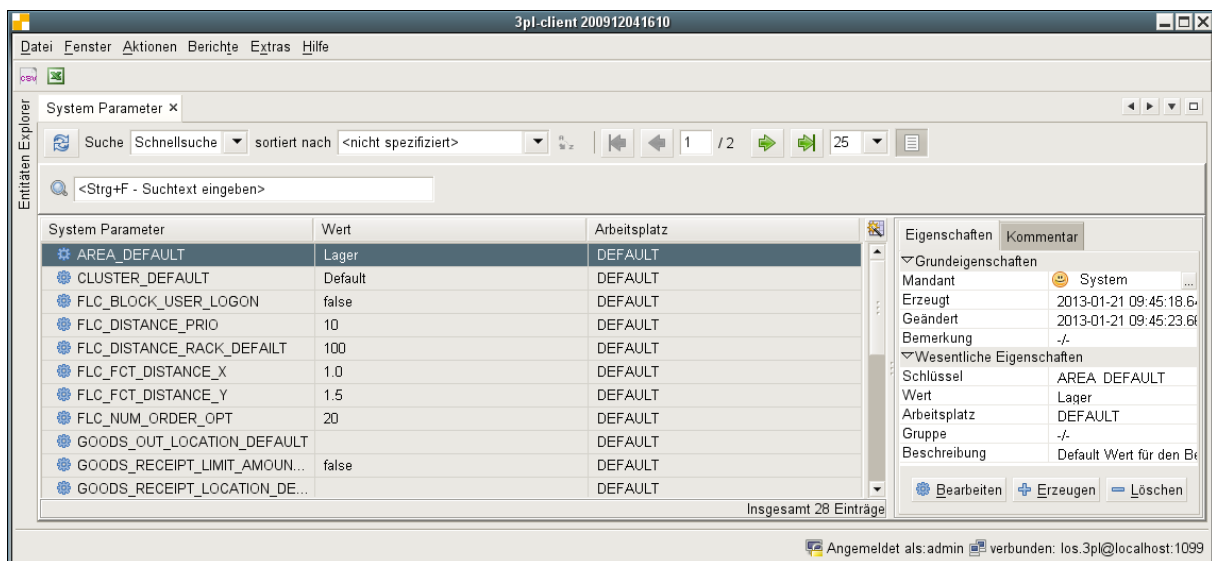 3pl-client 200912041610
Datei Fenster Aktionen Berichte Extras Hilfe
csv
Entitäten Explorer
System Parameter
Suche Schnellsuche sortiert nach <nicht spezifiziert> 1 / 2 25
<Strg+F - Suchtext eingeben>
System Parameter Wert Arbeitsplatz
AREA_DEFAULT Lager DEFAULT
CLUSTER_DEFAULT Default DEFAULT
FLC_BLOCK_USER_LOGON false DEFAULT
FLC_DISTANCE_PRIO 10 DEFAULT
FLC_DISTANCE_RACK_DEFAILT 100 DEFAULT
FLC_FCT_DISTANCE_X 1.0 DEFAULT
FLC_FCT_DISTANCE_Y 1.5 DEFAULT
FLC_NUM_ORDER_OPT 20 DEFAULT
GOODS_OUT_LOCATION_DEFAULT DEFAULT
GOODS_RECEIPT_LIMIT_AMOUN... false DEFAULT
GOODS_RECEIPT_LOCATION_DE... DEFAULT
Insgesamt 28 Einträge
Eigenschaften Kommentar
Grundeigenschaften
Mandant System ...
Erzeugt 2013-01-21 09:45:18.6
Geändert 2013-01-21 09:45:23.6
Bemerkung -/-
Wesentliche Eigenschaften
Schlüssel AREA_DEFAULT
Wert Lager
Arbeitsplatz DEFAULT
Gruppe -/-
Beschreibung Default Wert für den Be
Bearbeiten Erzeugen Löschen
Angemeldet als:admin verbunden: los.3pl@localhost:1099